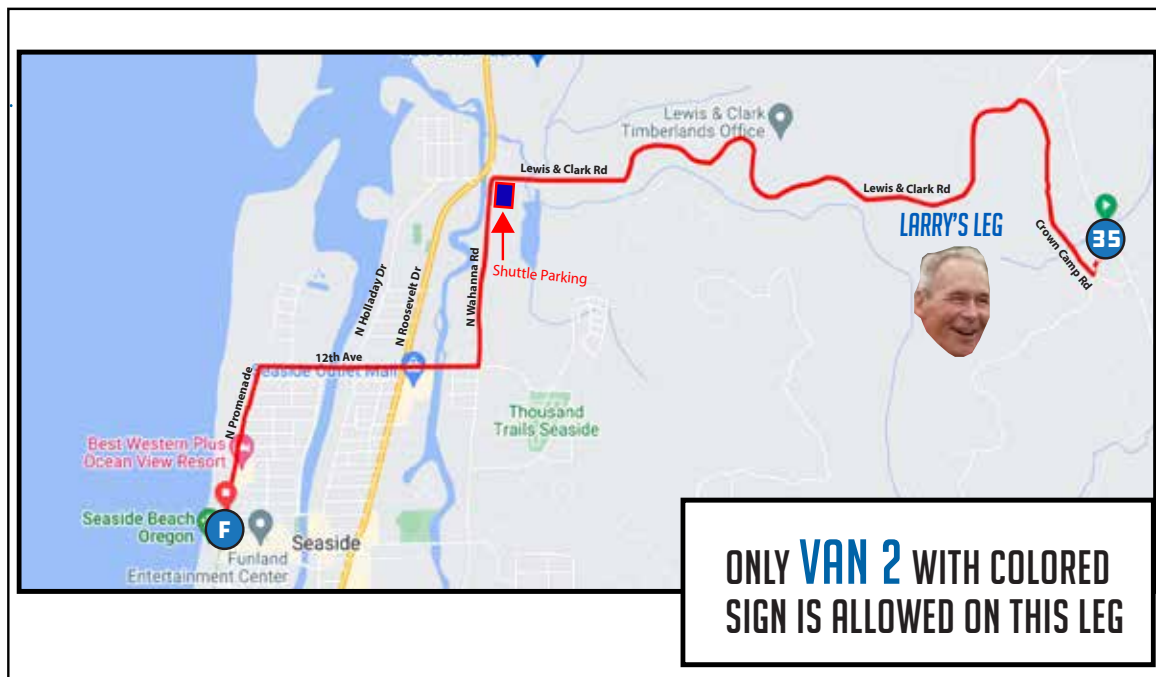 Lewis & Clark
Timberlands Office
Lewis & Clark Rd
Lewis & Clark Rd
LARRY'S LEG
35
Crown Camp Rd
Shuttle Parking
N Wahanna Rd
N Holladay Dr
N Roosevelt Dr
12th Ave
Seaside Outlet Mall
N Promenade
Thousand
Trails Seaside
Best Western Plus
Ocean View Resort
Seaside Beach
Oregon
F
Seaside
Funland
Entertainment Center
ONLY VAN 2 WITH COLORED
SIGN IS ALLOWED ON THIS LEG